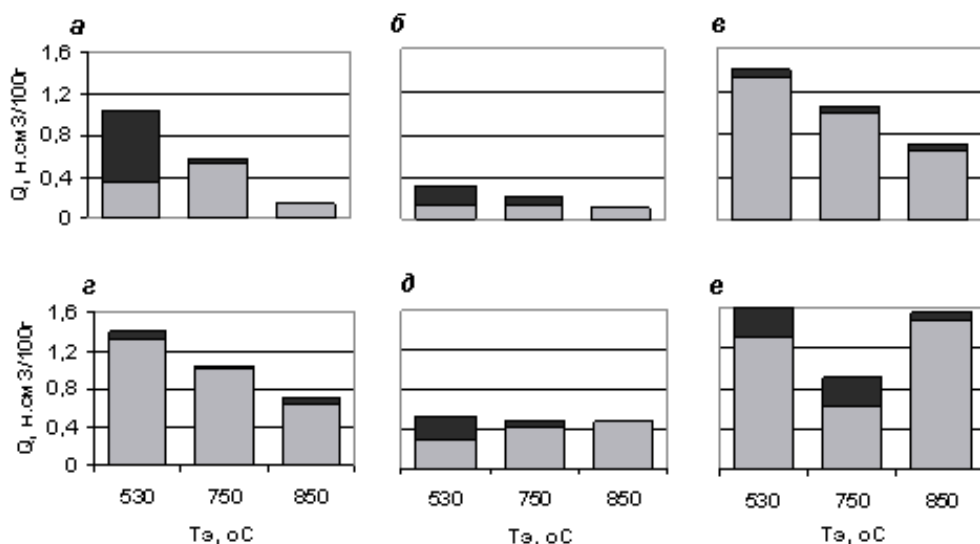 а б в
1,6
1,2
0,8
0,4
0
Q, н.см3/100г
г д е
1,6
1,2
0,8
0,4
0
Q, н.см3/100г
530 750 850 530 750 850 530 750 850
Тэ, оС Тэ, оС Тэ, оС